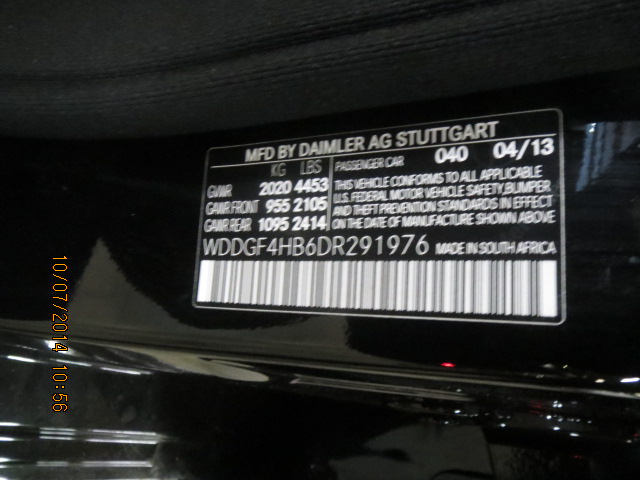 MFD BY DAIMLER AG STUTTGART
KG LBS PASSENGER CAR 040 04/13
GVWR 2020 4453
GAWR FRONT 955 2105
GAWR REAR 1095 2414
THIS VEHICLE CONFORMS TO ALL APPLICABLE
U.S. FEDERAL MOTOR VEHICLE SAFETY, BUMPER
AND THEFT PREVENTION STANDARDS IN EFFECT
ON THE DATE OF MANUFACTURE SHOWN ABOVE
WDDGF4HB6DR291976 MADE IN SOUTH AFRICA
10/07/2014 10:56